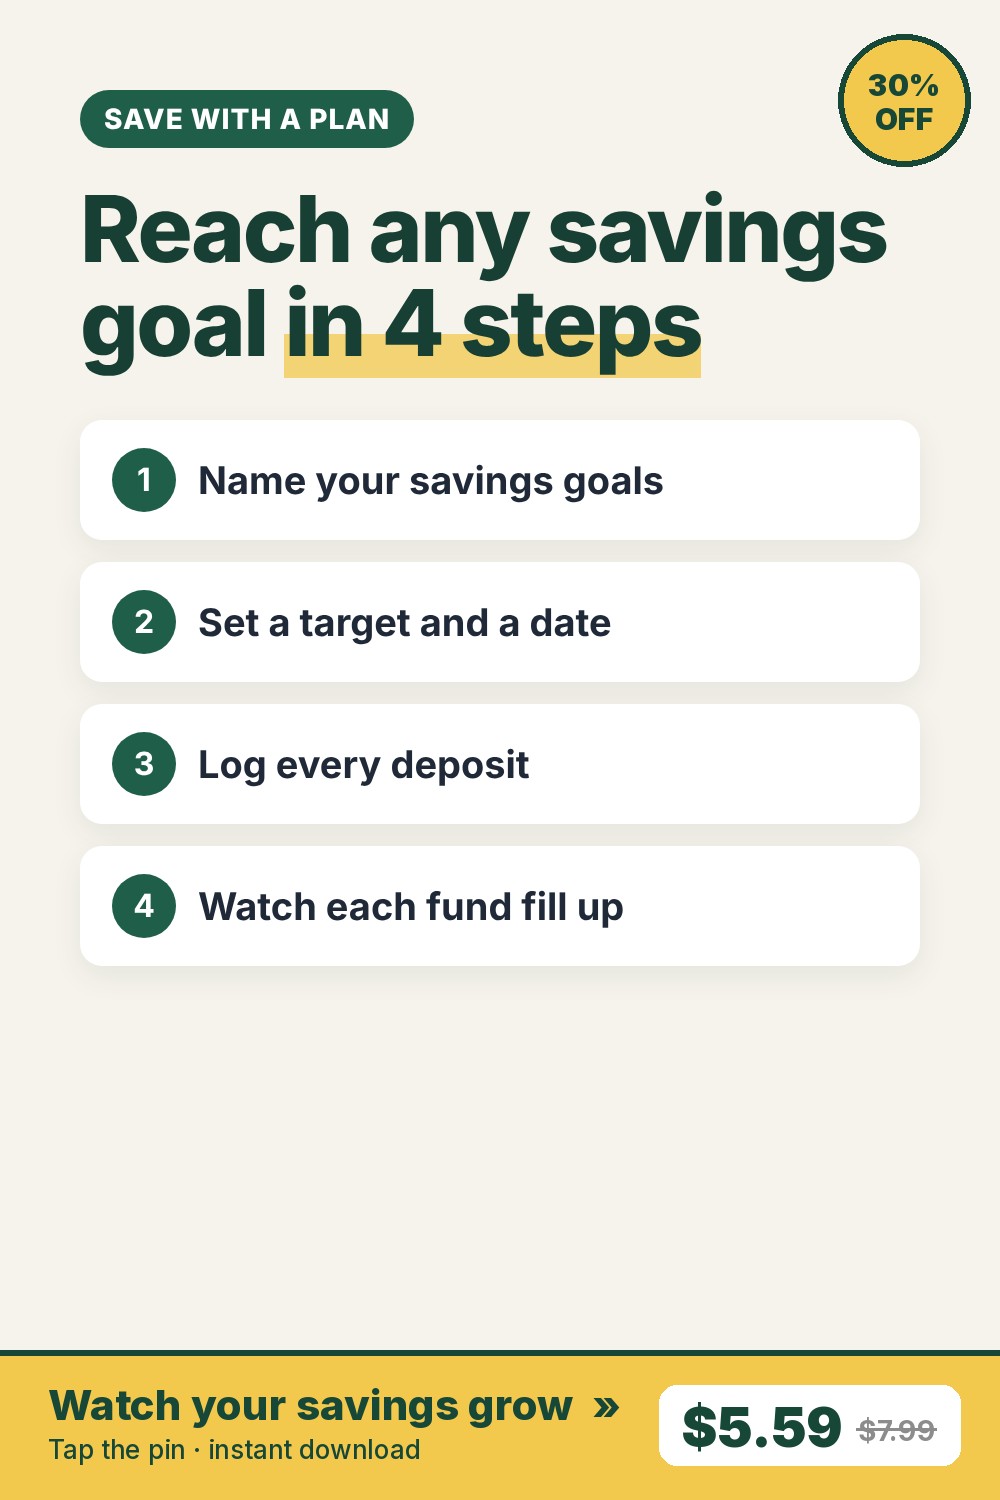 30%
OFF
SAVE WITH A PLAN
Reach any savings
goal in 4 steps
1 Name your savings goals
2 Set a target and a date
3 Log every deposit
4 Watch each fund fill up
Watch your savings grow »
Tap the pin · instant download
$5.59 $7.99